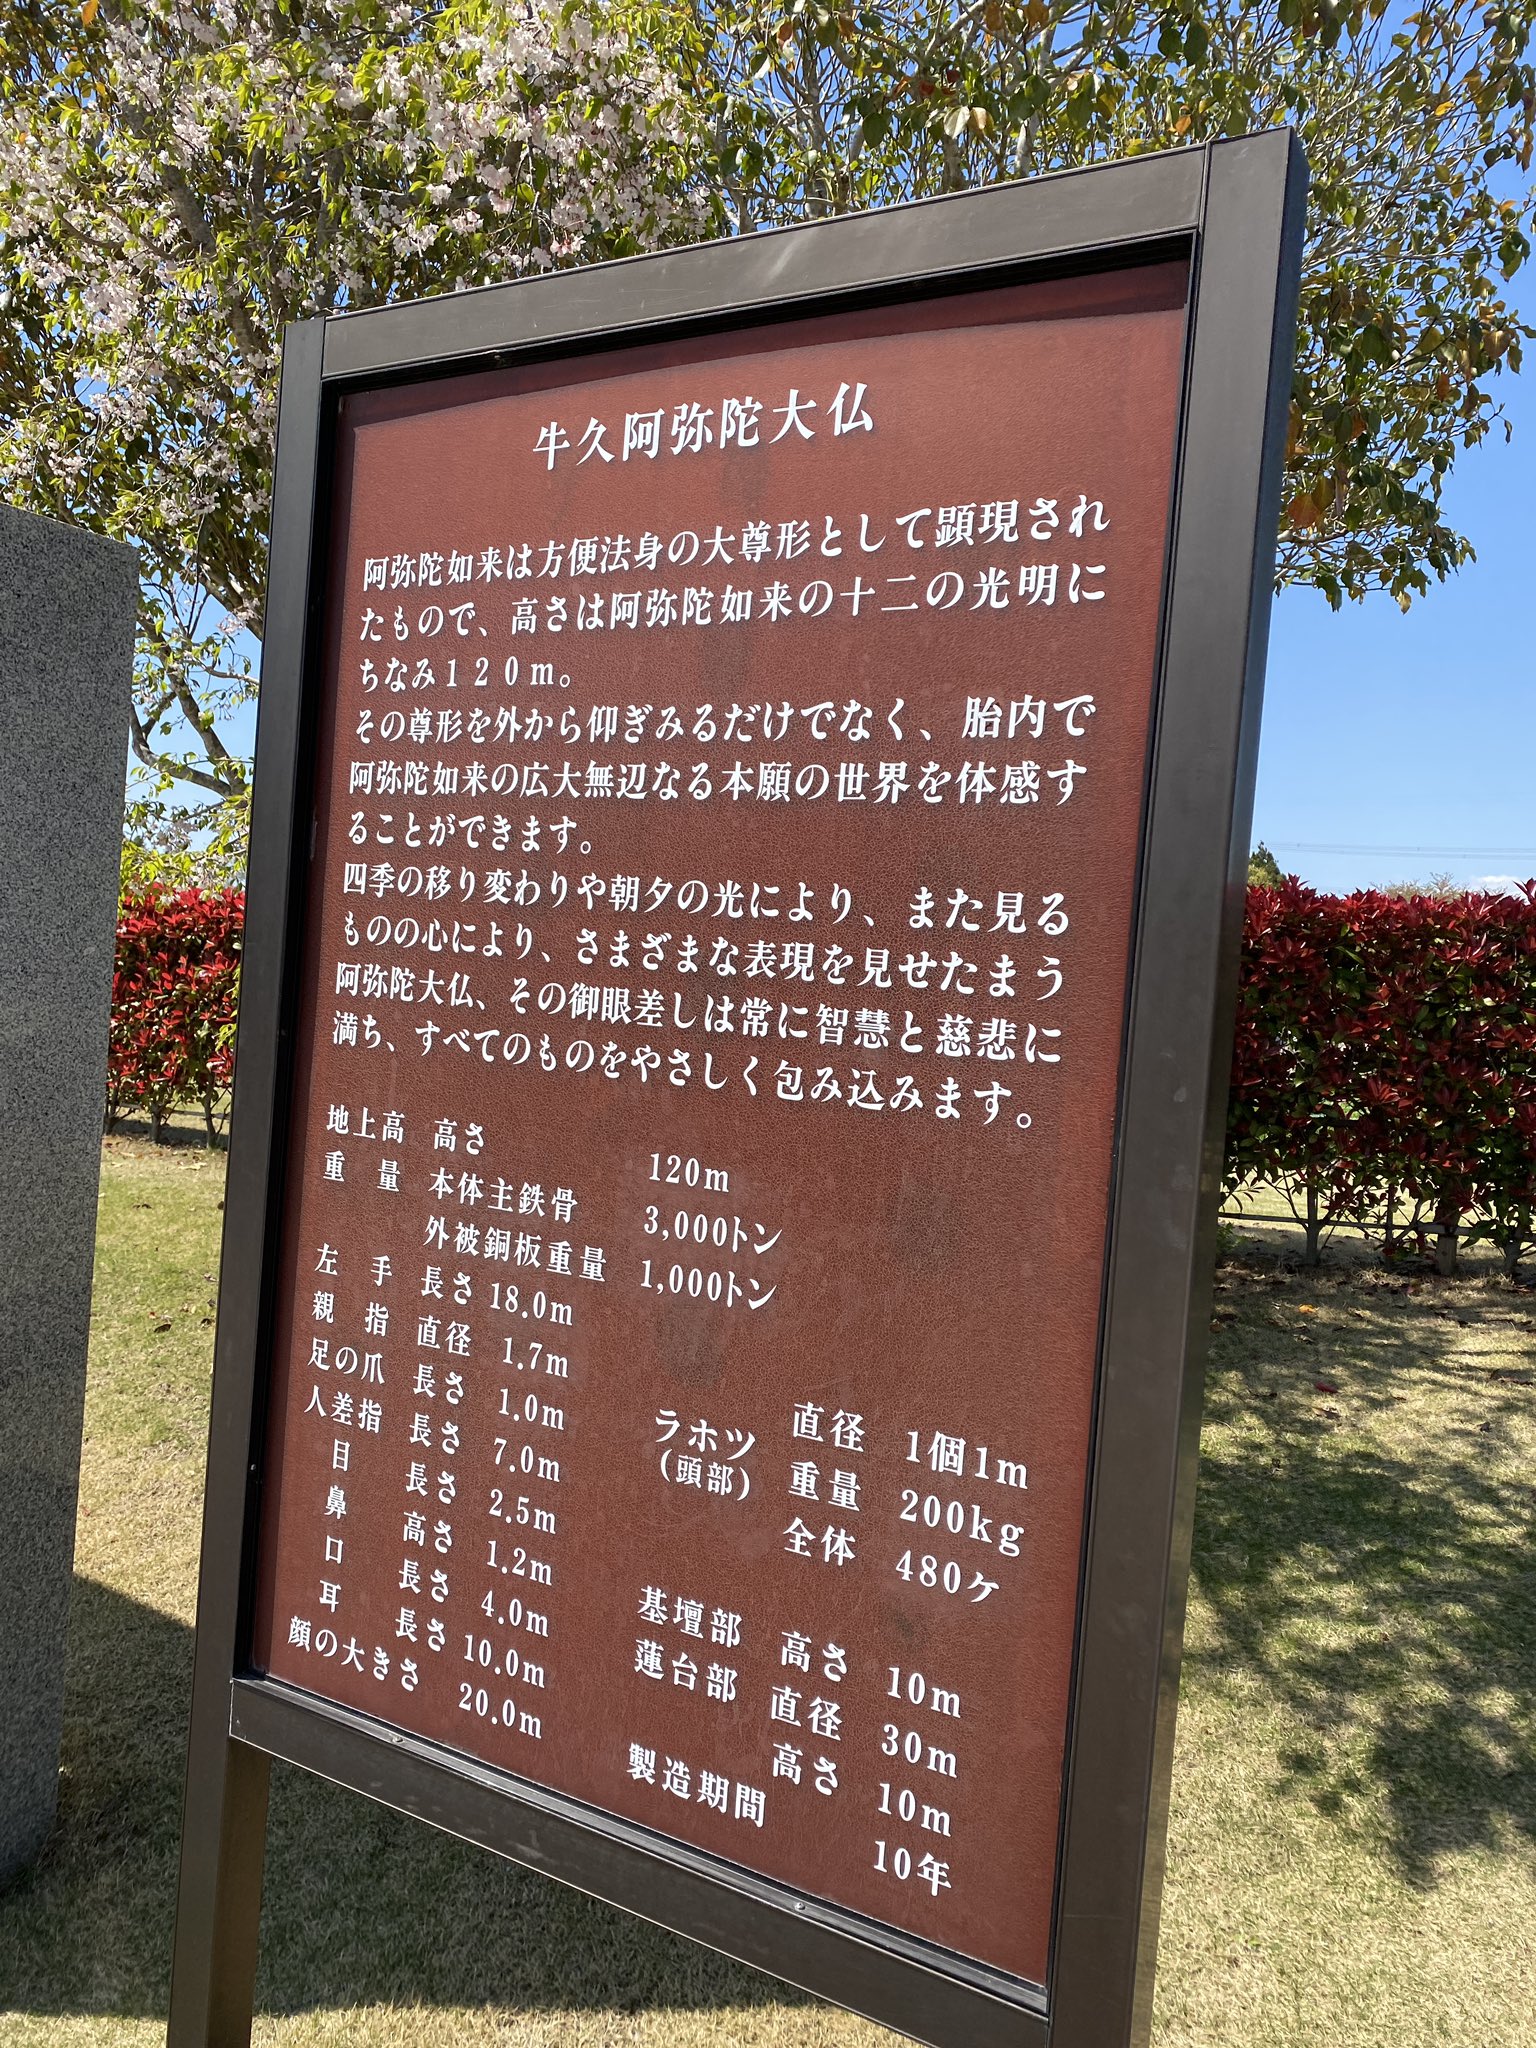 牛久阿弥陀大仏
阿弥陀如来は方便法身の大尊形として顕現され
たもので、高さは阿弥陀如来の十二の光明に
ちなみ120m。
その尊形を外から仰ぎみるだけでなく、胎内で
阿弥陀如来の広大無辺なる本願の世界を体感す
ることができます。
四季の移り変わりや朝夕の光により、また見る
ものの心により、さまざまな表現を見せたまう
阿弥陀大仏、その御眼差しは常に智慧と慈悲に
満ち、すべてのものをやさしく包み込みます。
地上高 高さ 120m
重 量 本体主鉄骨 3,000トン
外被銅板重量 1,000トン
左 手 長さ 18.0m
親 指 直径 1.7m
足の爪 長さ 1.0m
人差指 長さ 7.0m
目 長さ 2.5m
鼻 高さ 1.2m
口 長さ 4.0m
耳 長さ 10.0m
顔の大きさ 20.0m
ラホツ 直径 1個1m
(頭部) 重量 200kg
全体 480ケ
基壇部 高さ 10m
蓮台部 直径 30m
高さ 10m
製造期間 10年